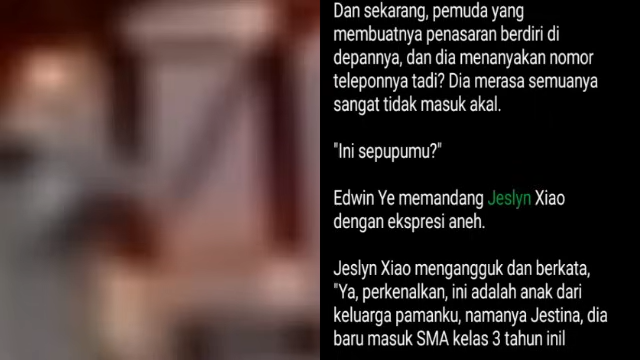 Dan sekarang, pemuda yang
membuatnya penasaran berdiri di
depannya, dan dia menanyakan nomor
teleponnya tadi? Dia merasa semuanya
sangat tidak masuk akal.
"Ini sepupumu?"
Edwin Ye memandang Jeslyn Xiao
dengan ekspresi aneh.
Jeslyn Xiao mengangguk dan berkata,
"Ya, perkenalkan, ini adalah anak dari
keluarga pamanku, namanya Jestina, dia
baru masuk SMA kelas 3 tahun inil